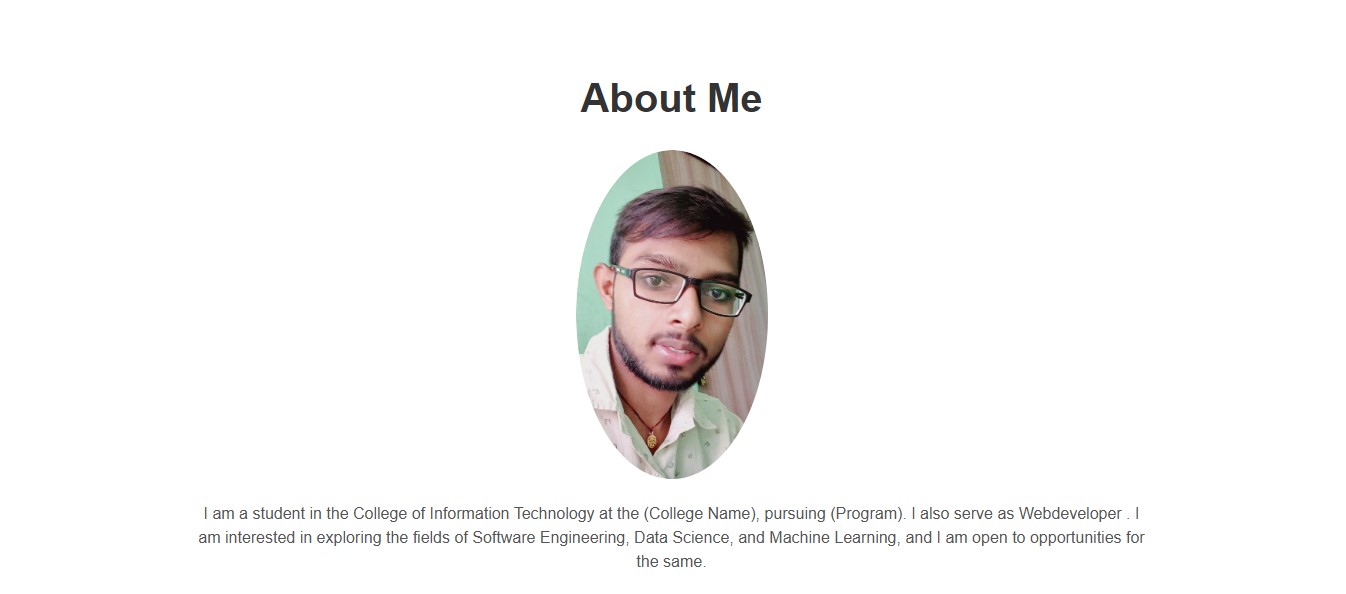 About Me
I am a student in the College of Information Technology at the (College Name), pursuing (Program). I also serve as Webdeveloper . I
am interested in exploring the fields of Software Engineering, Data Science, and Machine Learning, and I am open to opportunities for
the same.